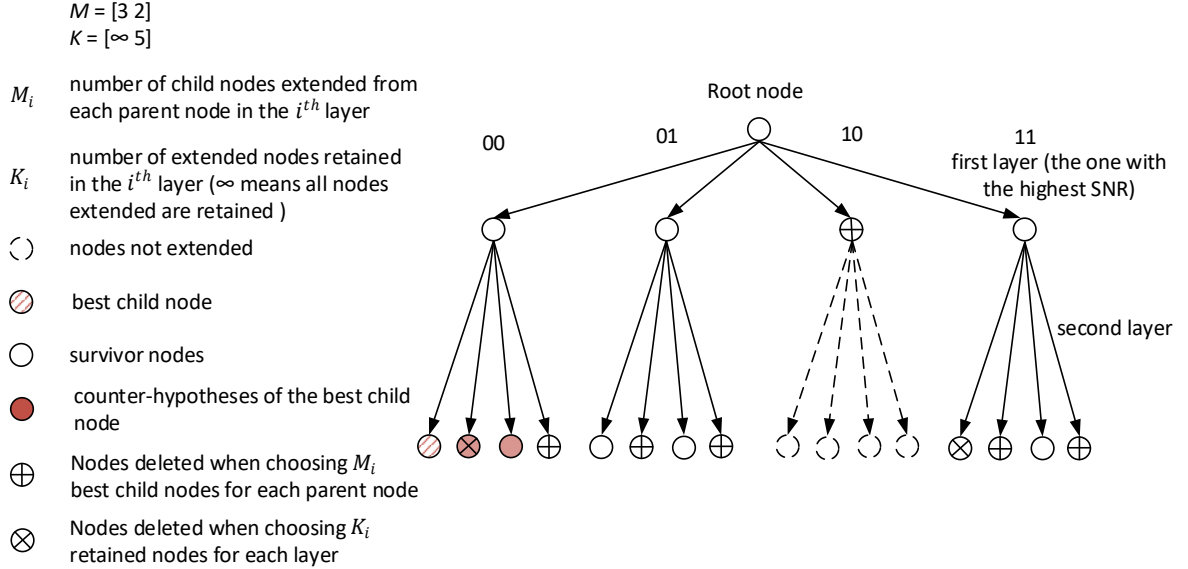 M = [3 2]
K = [∞ 5]
M_i number of child nodes extended from
each parent node in the i^th layer
K_i number of extended nodes retained
in the i^th layer (∞ means all nodes
extended are retained )
nodes not extended
best child node
survivor nodes
counter-hypotheses of the best child
node
Nodes deleted when choosing M_i
best child nodes for each parent node
Nodes deleted when choosing K_i
retained nodes for each layer
Root node
00
01
10
11
first layer (the one with
the highest SNR)
second layer